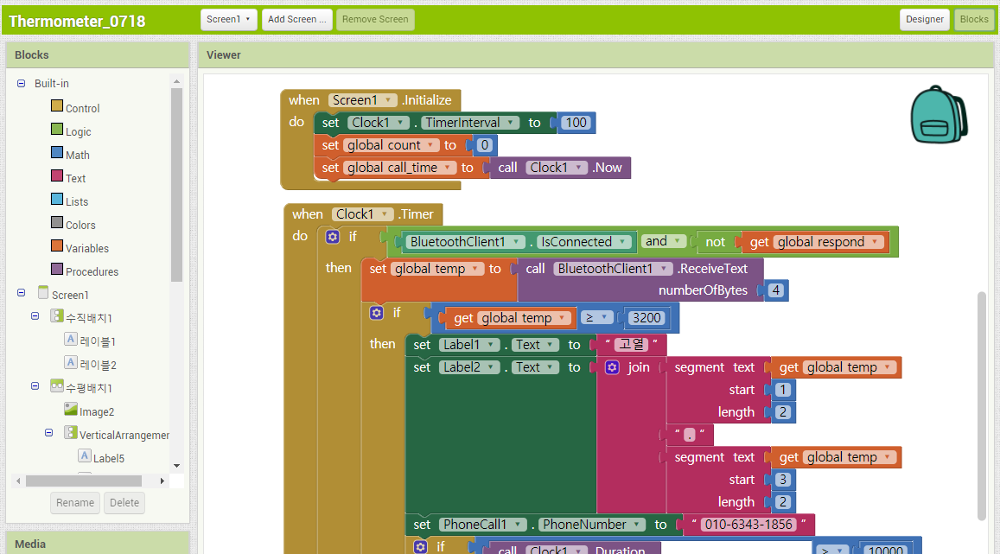 Thermometer_0718 Screen1 Add Screen ... Remove Screen Designer Blocks
Blocks
Viewer
Built-in
Control
Logic
Math
Text
Lists
Colors
Variables
Procedures
Screen1
수직배치1
레이블1
레이블2
수평배치1
Image2
VerticalArrangemen
Label5
Rename Delete
Media
when Screen1 .Initialize
do set Clock1 . TimerInterval to 100
set global count to 0
set global call_time to call Clock1 .Now
when Clock1 .Timer
do if BluetoothClient1 . IsConnected and not get global respond
then set global temp to call BluetoothClient1 .ReceiveText
numberOfBytes 4
if get global temp ≥ 3200
then set Label1 . Text to “ 고열 ”
set Label2 . Text to join segment text get global temp
start 1
length 2
“ . ”
segment text get global temp
start 3
length 2
set PhoneCall1 . PhoneNumber to “ 010-6343-1856 ”
if call Clock1 .Duration ≥ 10000